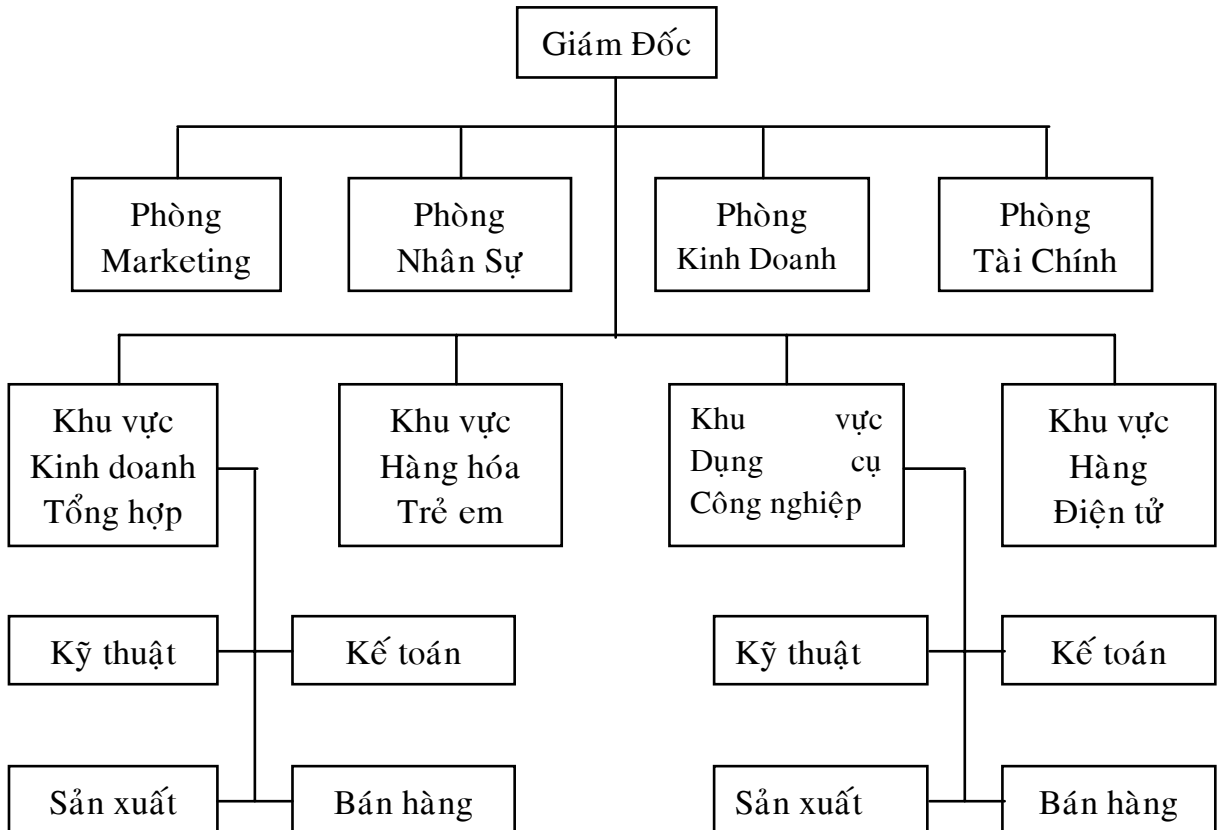 Giám Đốc
Phòng
Marketing
Phòng
Nhân Sự
Phòng
Kinh Doanh
Phòng
Tài Chính
Khu vực
Kinh doanh
Tổng hợp
Khu vực
Hàng hóa
Trẻ em
Khu vực
Dụng cụ
Công nghiệp
Khu vực
Hàng
Điện tử
Kỹ thuật
Kế toán
Kỹ thuật
Kế toán
Sản xuất
Bán hàng
Sản xuất
Bán hàng